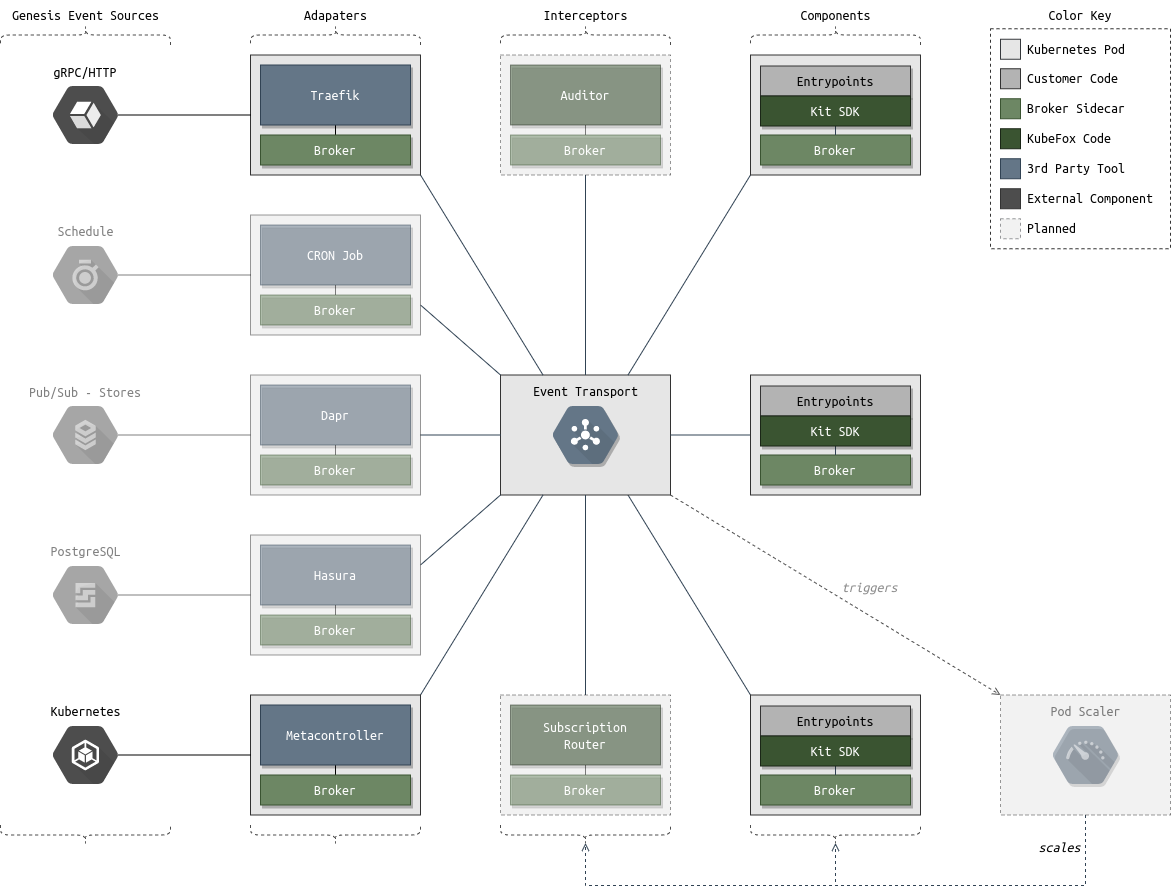 Genesis Event Sources
Adapaters
Interceptors
Components
Color Key
gRPC/HTTP
Traefik
Broker
Auditor
Broker
Entrypoints
Kit SDK
Broker
Kubernetes Pod
Customer Code
Broker Sidecar
KubeFox Code
3rd Party Tool
External Component
Planned
Schedule
CRON Job
Broker
Pub/Sub - Stores
Dapr
Broker
Event Transport
Entrypoints
Kit SDK
Broker
PostgreSQL
Hasura
Broker
triggers
Kubernetes
Metacontroller
Broker
Subscription
Router
Broker
Entrypoints
Kit SDK
Broker
Pod Scaler
scales